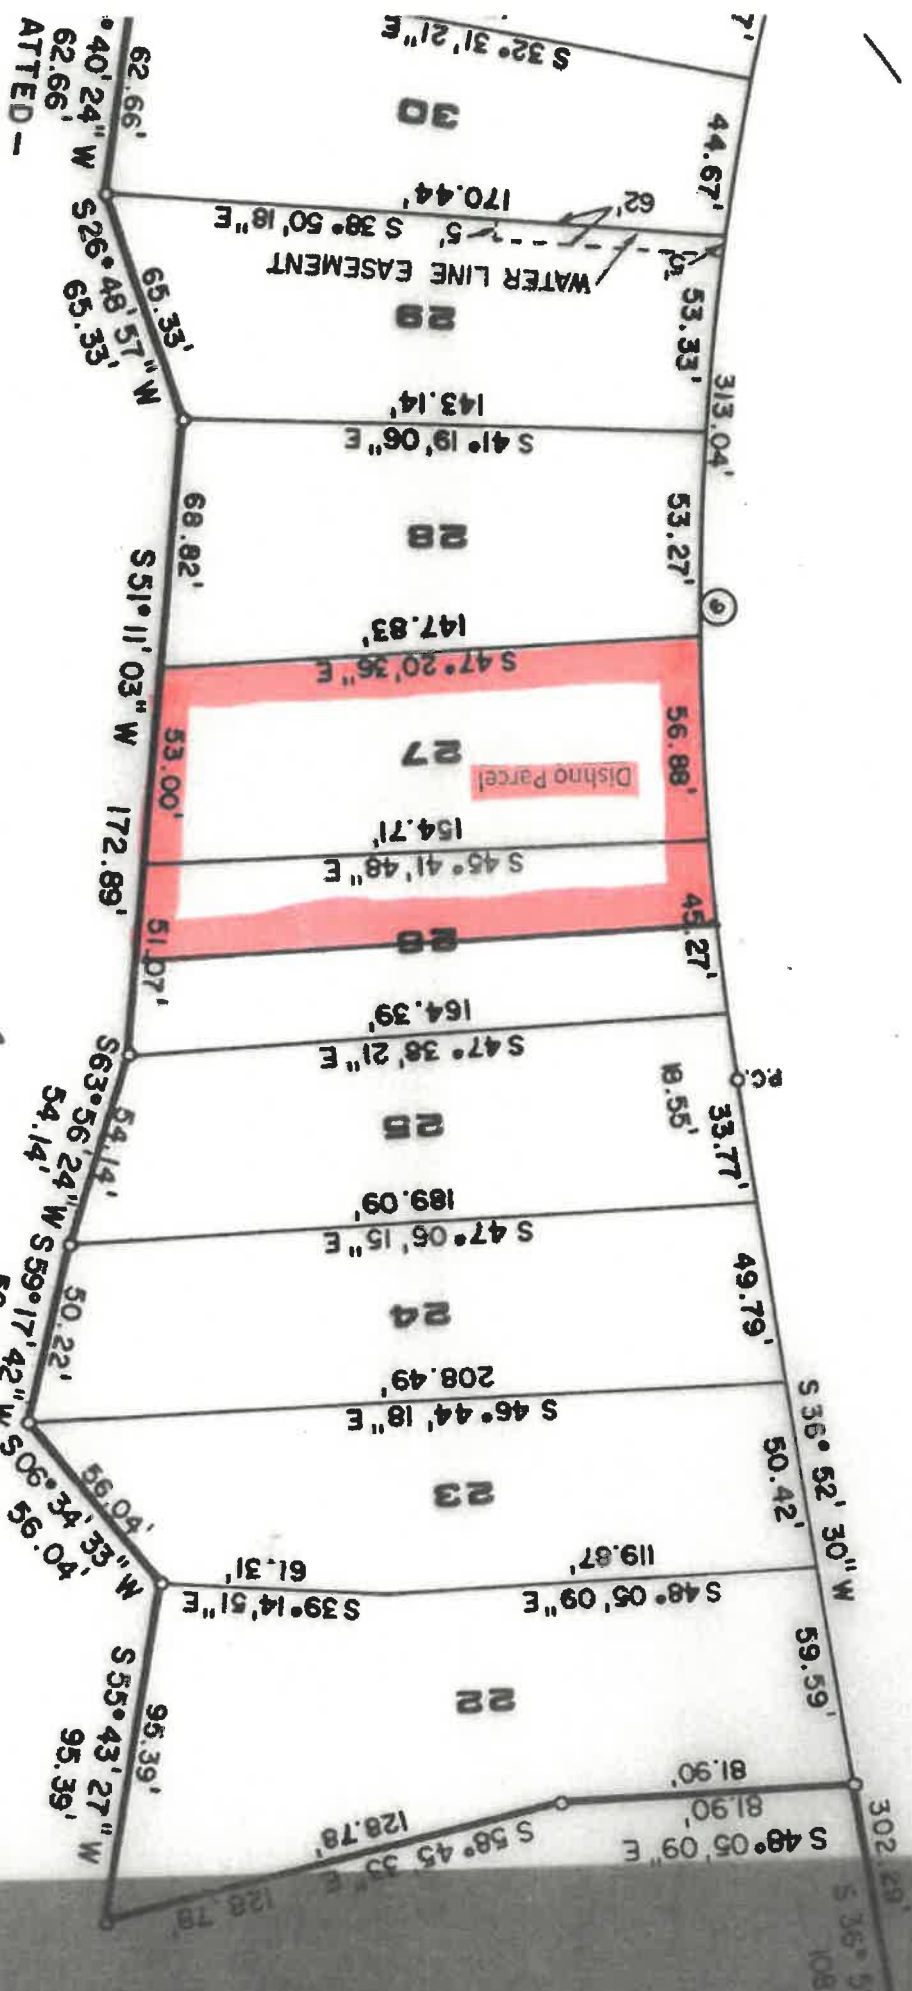 7'
S 32° 31' 21" E
30
62.66'
° 40' 24" W
62.66'
ATTED —
44.67'
170.44'
S 38° 50' 18" E
62'
5'
WATER LINE EASEMENT
29
53.33'
65.33'
S 26° 48' 57" W
65.33'
313.04'
143.14'
S 41° 19' 06" E
28
53.27'
68.82'
S 51° 11' 03" W 172.89'
147.83'
S 47° 20' 36" E
27
Dishno Parcel
56.88'
53.00'
154.71'
S 45° 41' 48" E
26
45.27'
51.07'
164.39'
S 47° 38' 21" E
P.C.
18.55'
33.77'
25
54.14'
S 63° 56' 24" W
54.14'
189.09'
S 47° 06' 15" E
24
49.79'
50.22'
S 59° 17' 42" W
208.49'
S 46° 44' 18" E
S 36° 52' 30" W
23
50.42'
56.04'
S 06° 34' 33" W
56.04'
119.87'
S 48° 05' 09" E
61.31'
S 39° 14' 51" E
22
59.59'
95.39'
S 55° 43' 27" W
95.39'
81.90'
81.90'
S 48° 05' 09" E
128.78'
S 58° 45' 33" E
128.78'
302.29'
S 36° 5
108